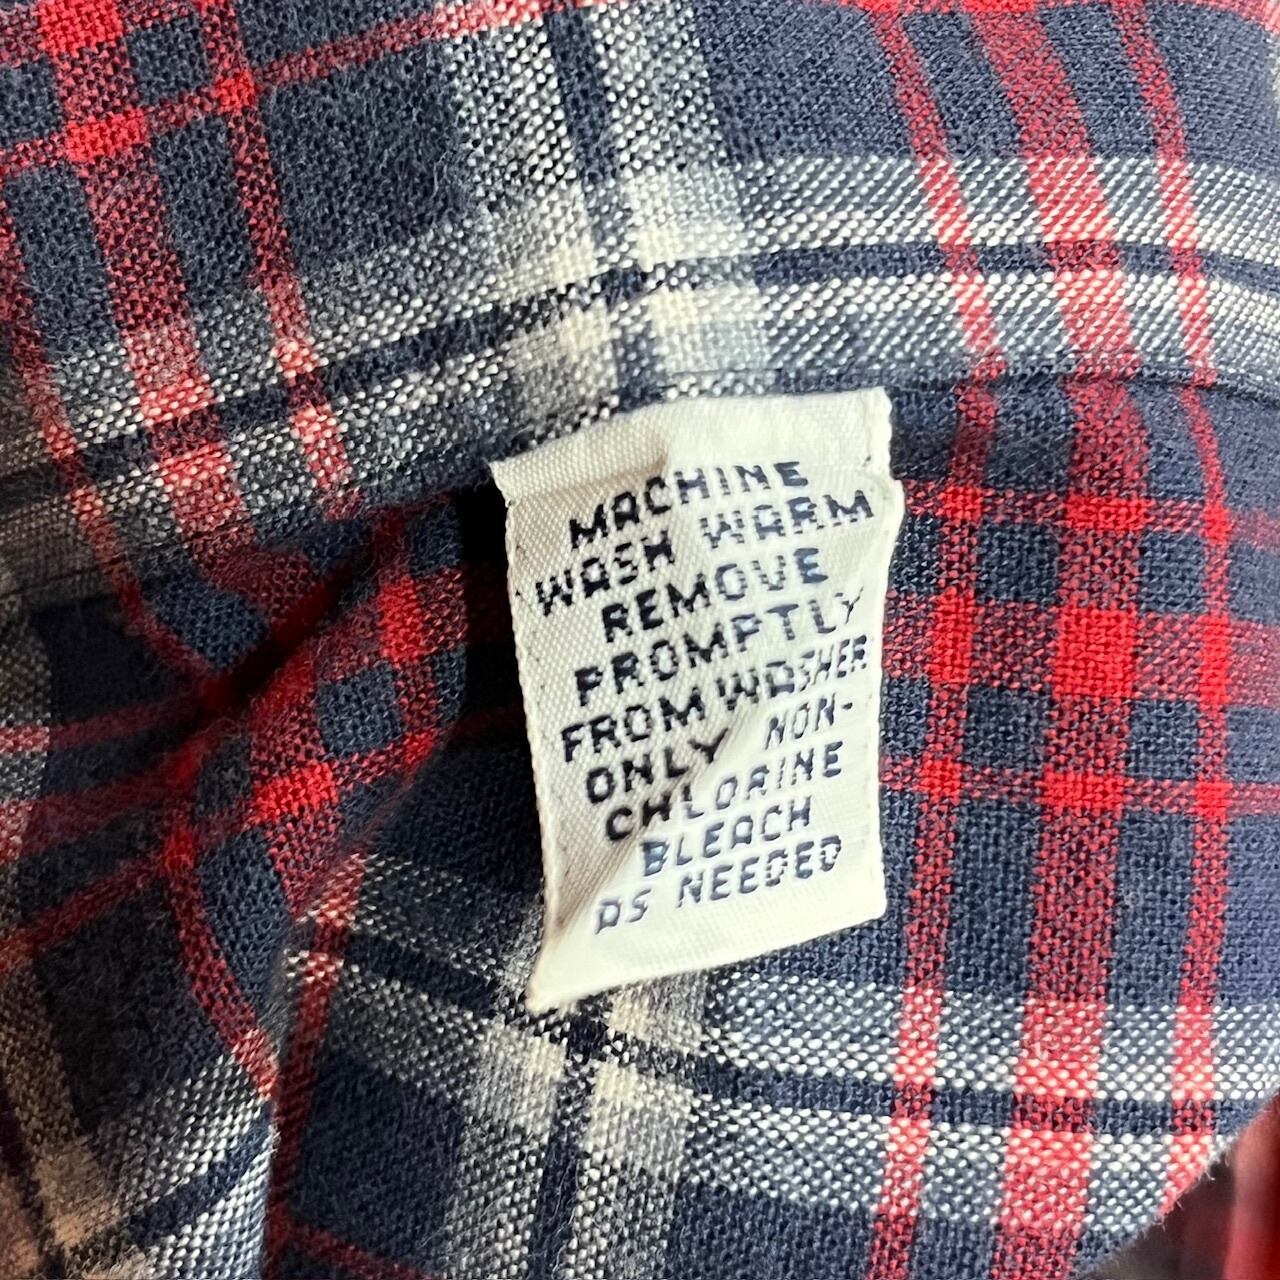 MACHINE
WASH WARM
REMOVE
PROMPTLY
FROM WASHER
ONLY NON-
CHLORINE
BLEACH
AS NEEDED